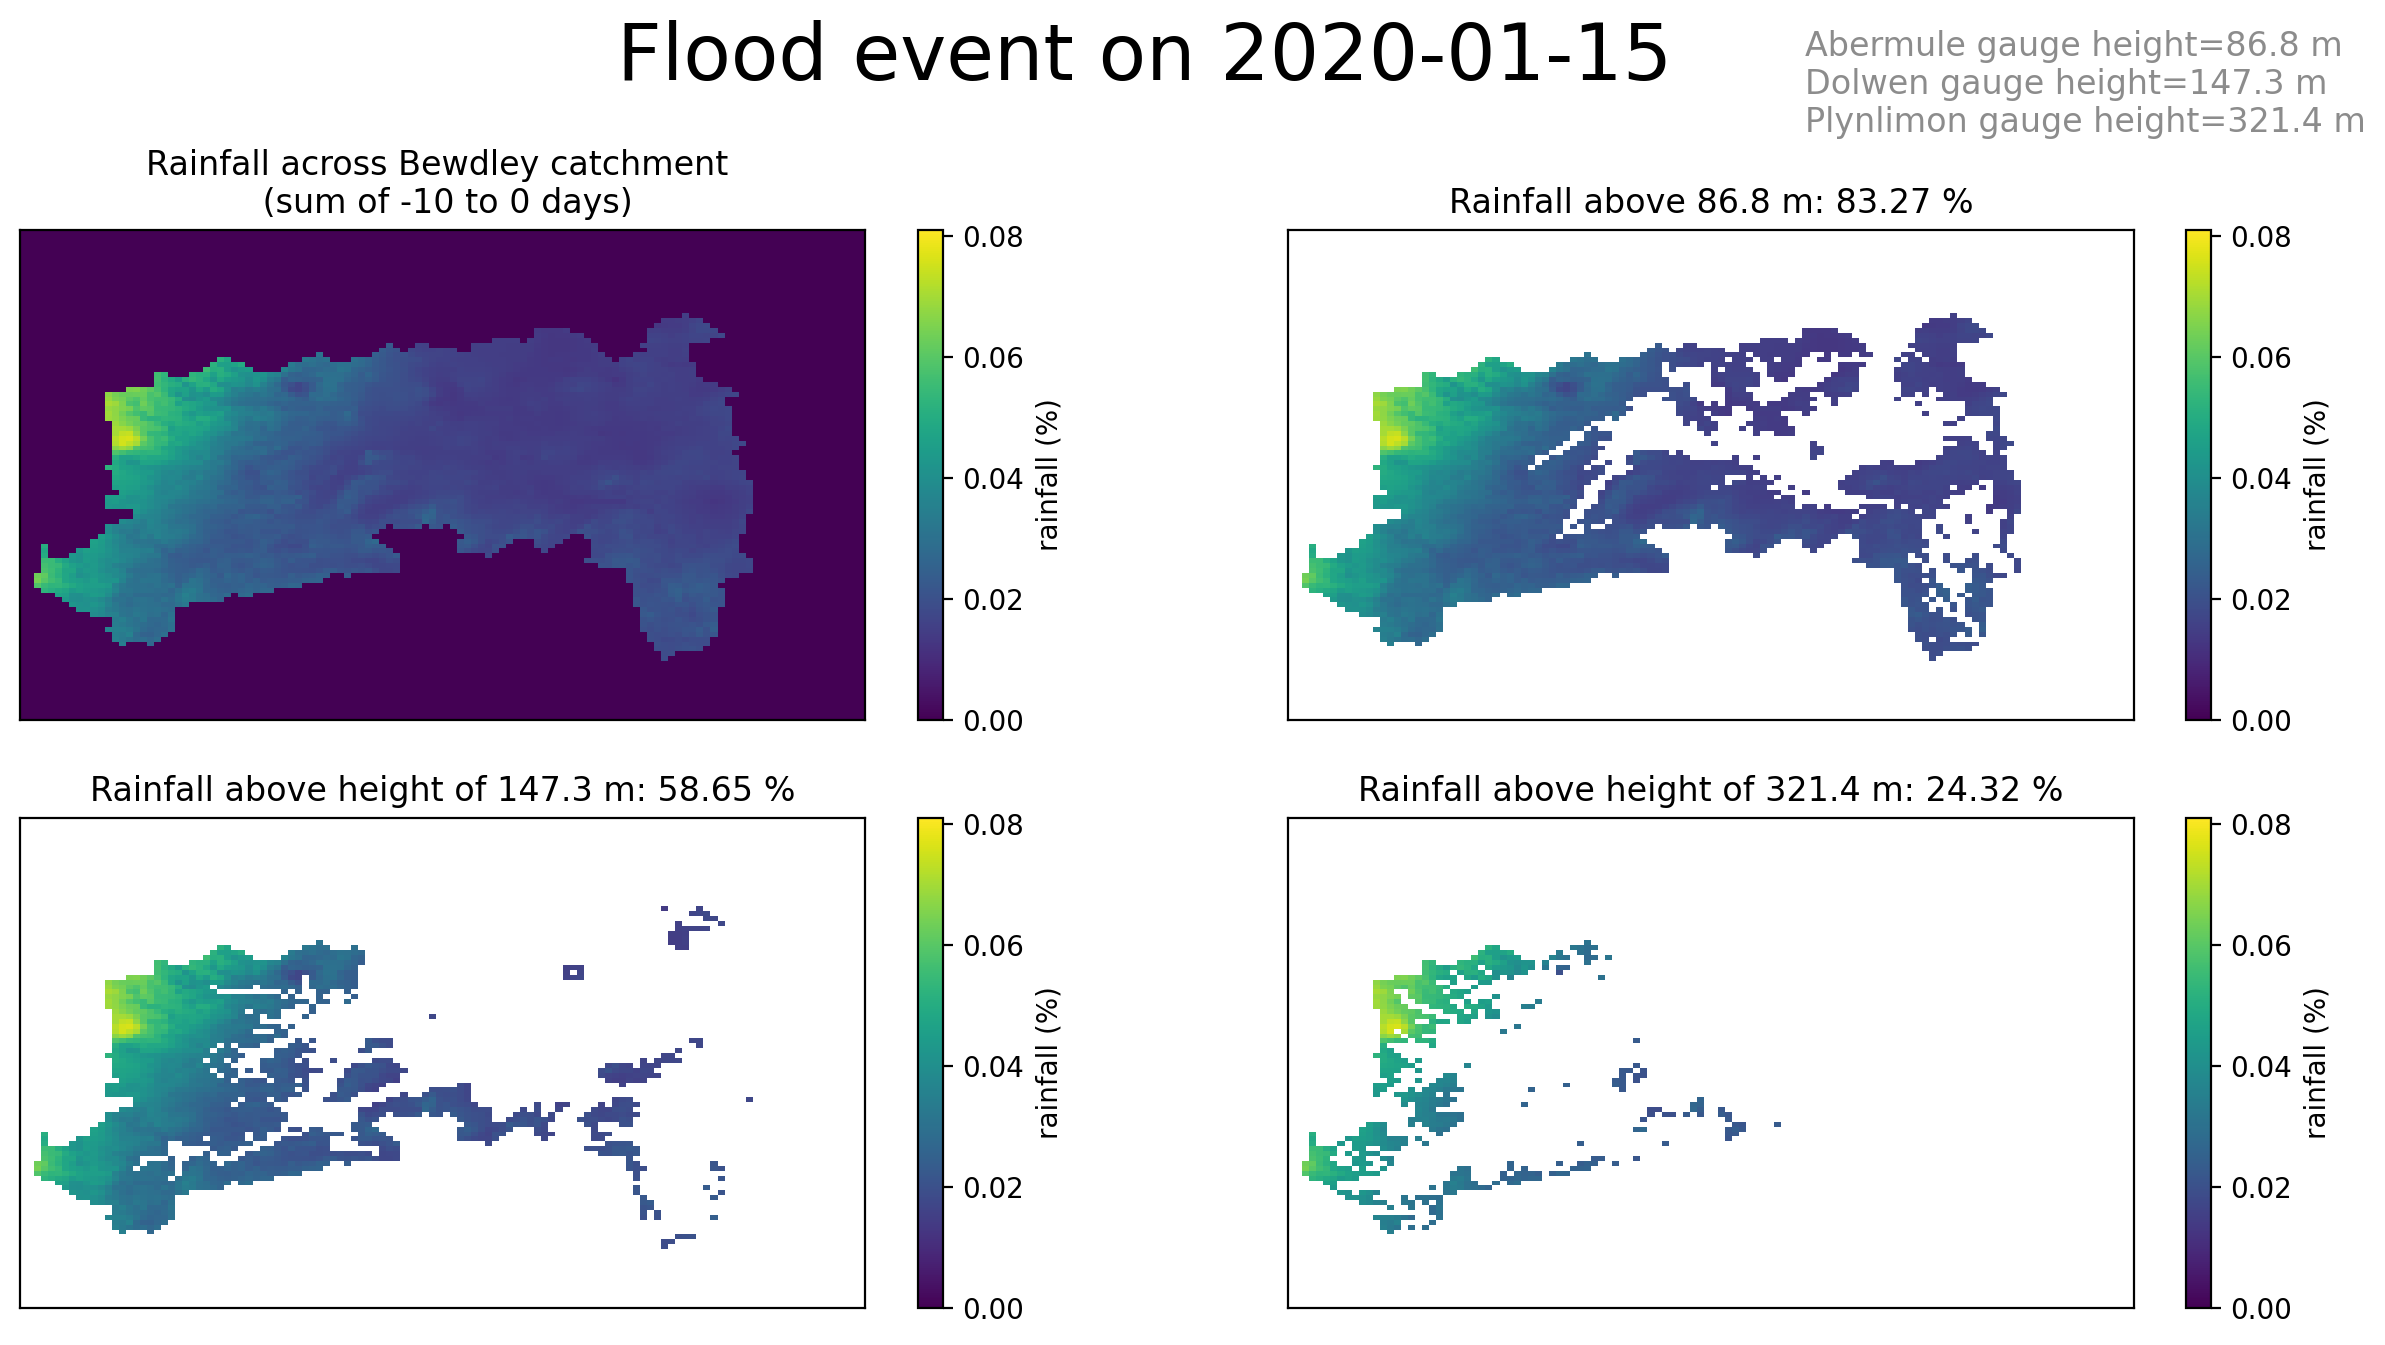 Flood event on 2020-01-15
Abermule gauge height=86.8 m
Dolwen gauge height=147.3 m
Plynlimon gauge height=321.4 m
Rainfall across Bewdley catchment
(sum of -10 to 0 days)
0.08
0.06
0.04
0.02
0.00
rainfall (%)
Rainfall above 86.8 m: 83.27 %
0.08
0.06
0.04
0.02
0.00
rainfall (%)
Rainfall above height of 147.3 m: 58.65 %
0.08
0.06
0.04
0.02
0.00
rainfall (%)
Rainfall above height of 321.4 m: 24.32 %
0.08
0.06
0.04
0.02
0.00
rainfall (%)